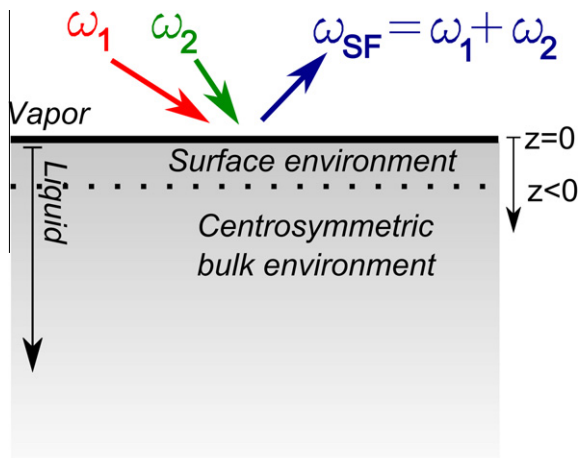 ω1 ω2 ωSF = ω1 + ω2
Vapor
z=0
Surface environment
Liquid
z<0
Centrosymmetric
bulk environment